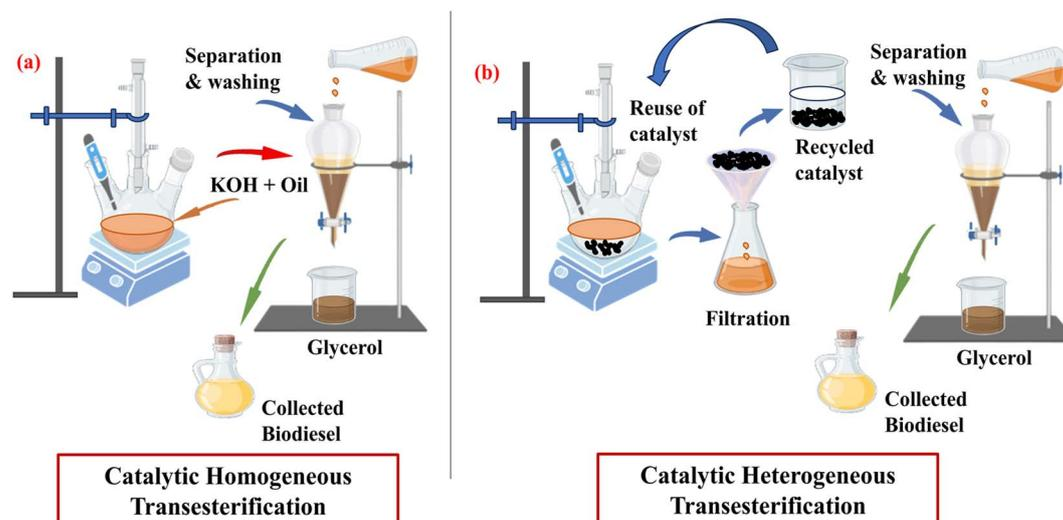 (a)
Separation
& washing
KOH + Oil
Glycerol
Collected
Biodiesel
Catalytic Homogeneous
Transesterification
(b)
Reuse of
catalyst
Recycled
catalyst
Separation
& washing
Filtration
Glycerol
Collected
Biodiesel
Catalytic Heterogeneous
Transesterification